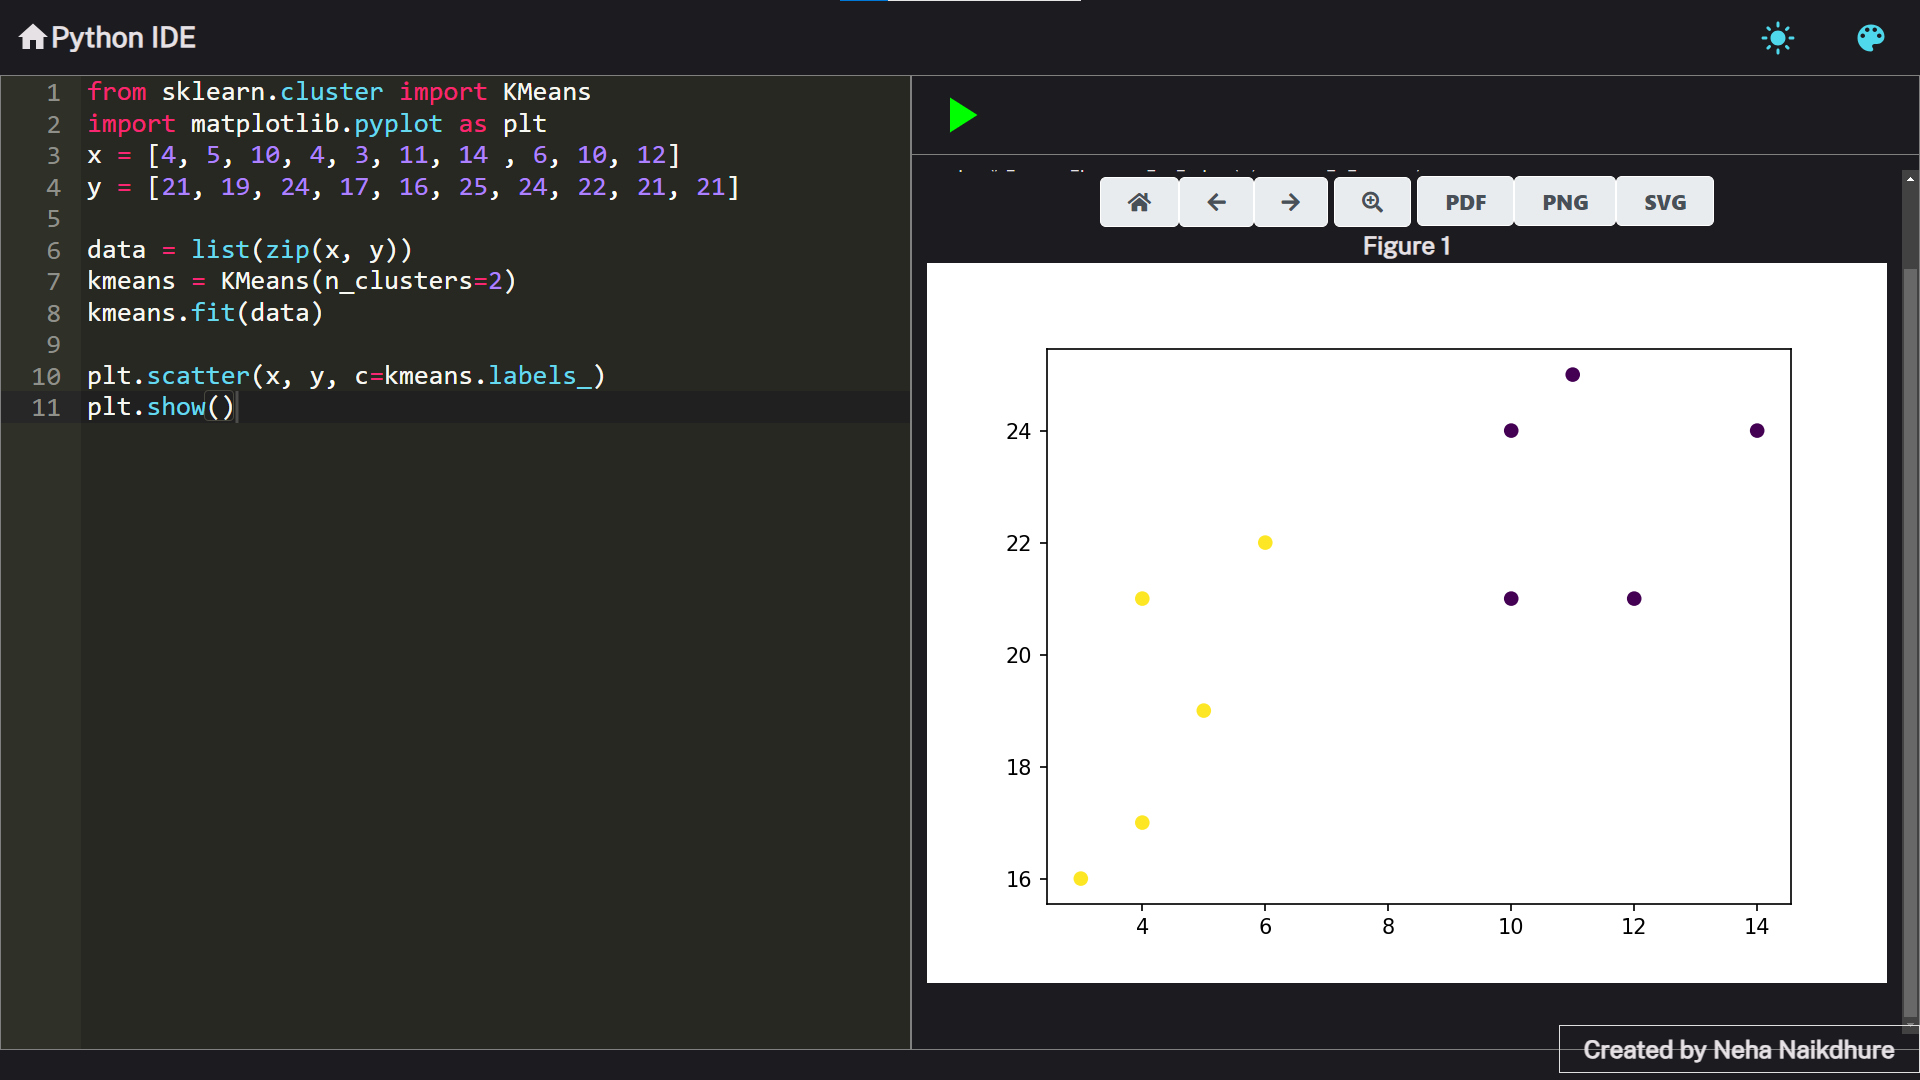 Python IDE
1 from sklearn.cluster import KMeans
2 import matplotlib.pyplot as plt
3 x = [4, 5, 10, 4, 3, 11, 14 , 6, 10, 12]
4 y = [21, 19, 24, 17, 16, 25, 24, 22, 21, 21]
5
6 data = list(zip(x, y))
7 kmeans = KMeans(n_clusters=2)
8 kmeans.fit(data)
9
10 plt.scatter(x, y, c=kmeans.labels_)
11 plt.show()
PDF PNG SVG
Figure 1
24
22
20
18
16
4 6 8 10 12 14
Created by Neha Naikdhure